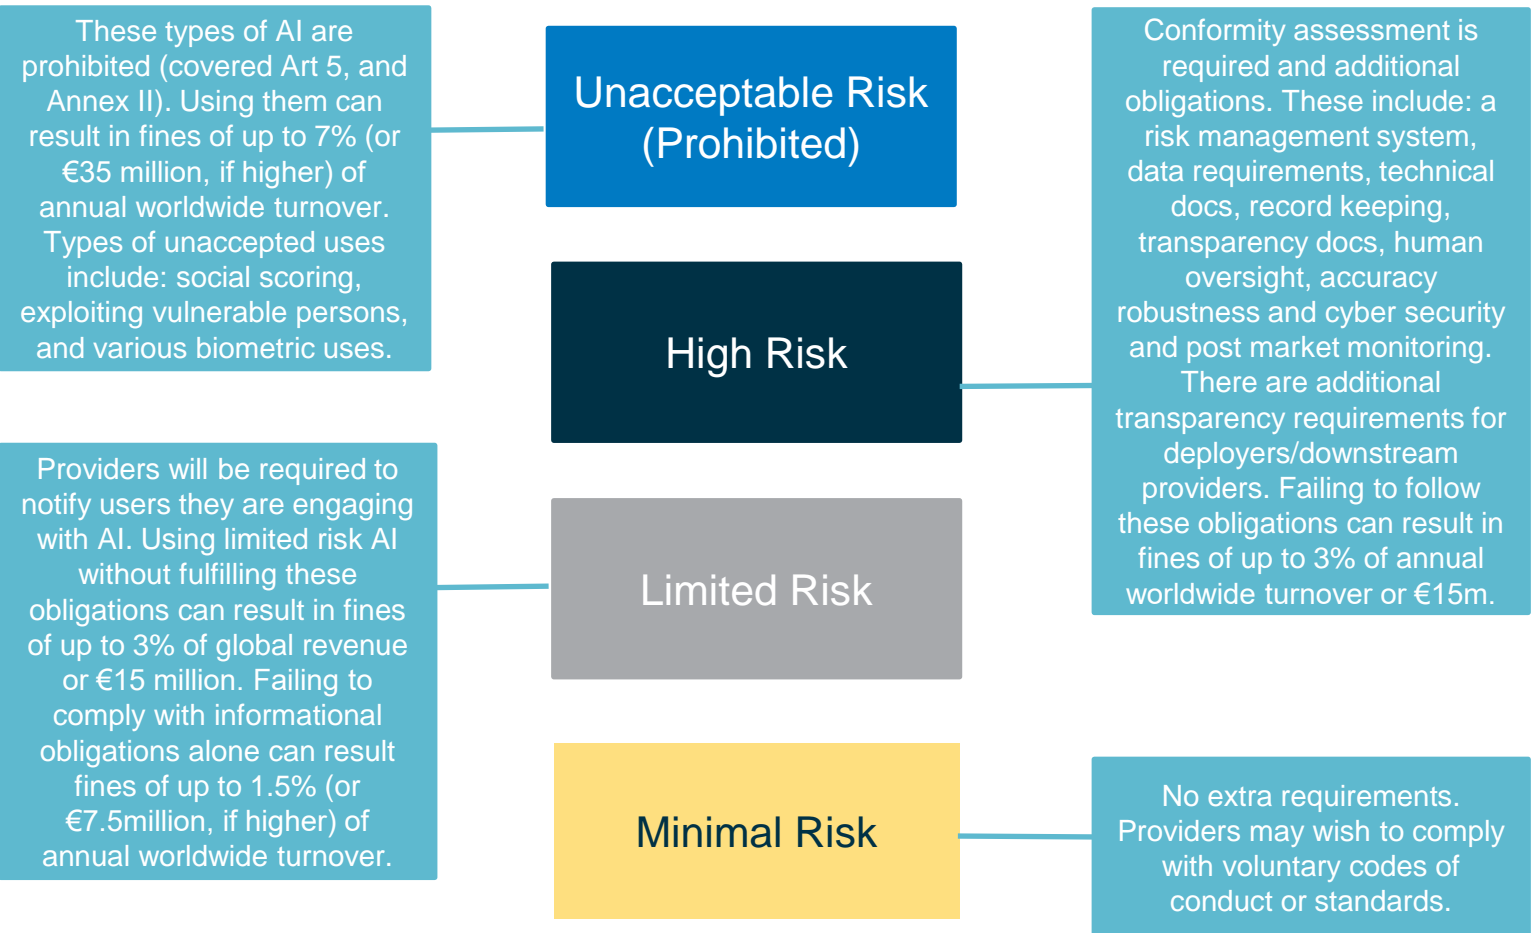 These types of AI are
prohibited (covered Art 5, and
Annex II). Using them can
result in fines of up to 7% (or
€35 million, if higher) of
annual worldwide turnover.
Types of unaccepted uses
include: social scoring,
exploiting vulnerable persons,
and various biometric uses.
Unacceptable Risk
(Prohibited)
Conformity assessment is
required and additional
obligations. These include: a
risk management system,
data requirements, technical
docs, record keeping,
transparency docs, human
oversight, accuracy
robustness and cyber security
and post market monitoring.
There are additional
transparency requirements for
deployers/downstream
providers. Failing to follow
these obligations can result in
fines of up to 3% of annual
worldwide turnover or €15m.
High Risk
Providers will be required to
notify users they are engaging
with AI. Using limited risk AI
without fulfilling these
obligations can result in fines
of up to 3% of global revenue
or €15 million. Failing to
comply with informational
obligations alone can result
fines of up to 1.5% (or
€7.5million, if higher) of
annual worldwide turnover.
Limited Risk
Minimal Risk
No extra requirements.
Providers may wish to comply
with voluntary codes of
conduct or standards.